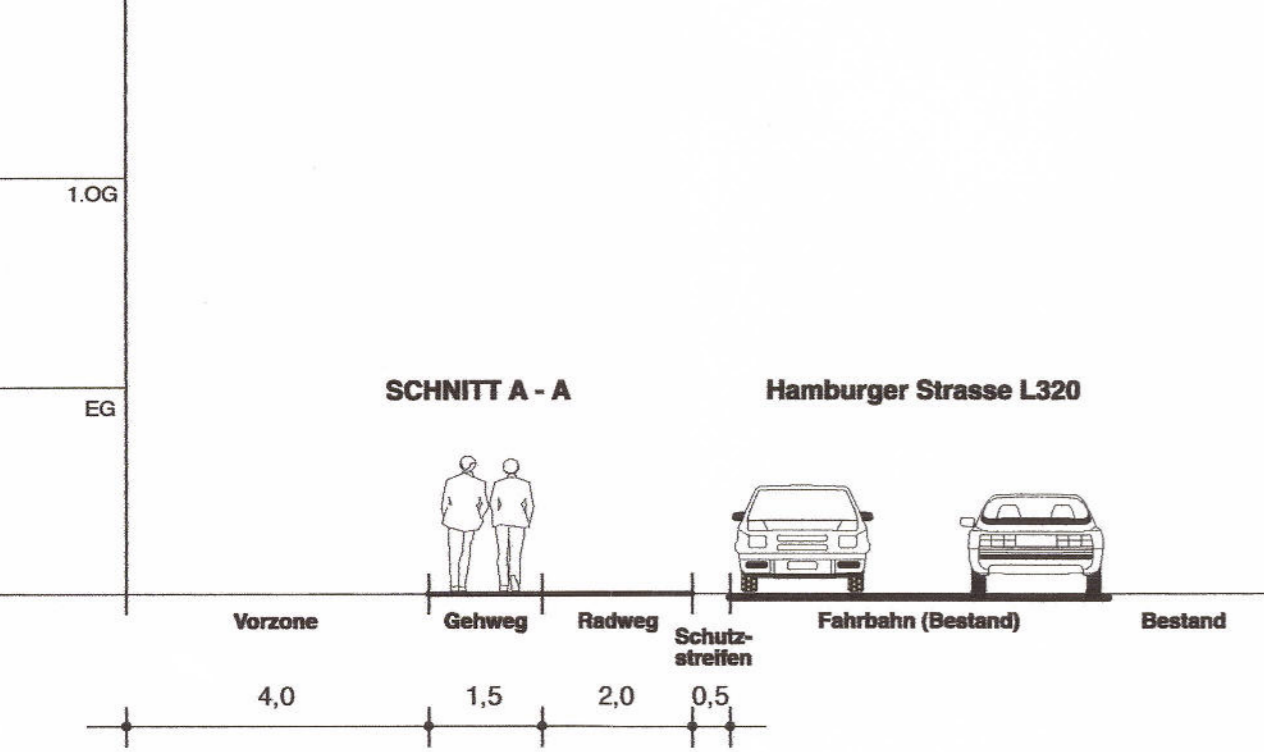 1.OG
EG
SCHNITT A - A
Hamburger Strasse L320
Vorzone
Gehweg
Radweg
Schutz-
streifen
Fahrbahn (Bestand)
Bestand
4,0
1,5
2,0
0,5